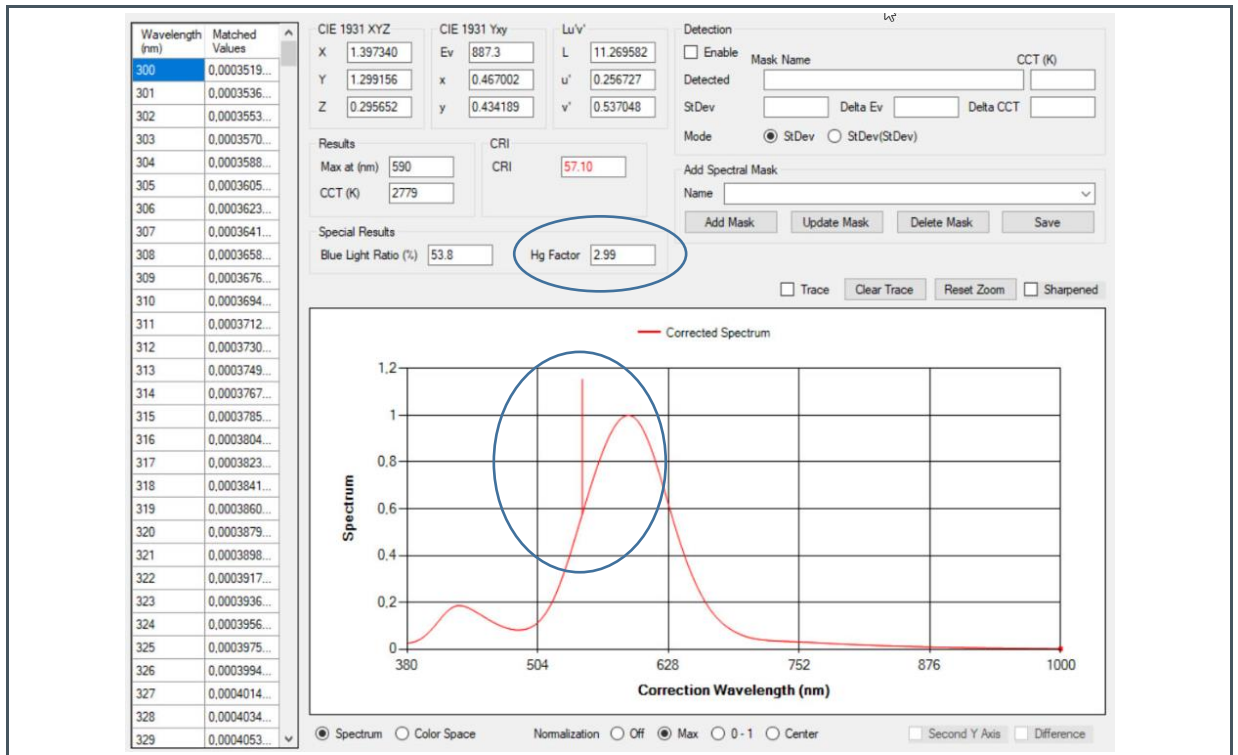 Wavelength (nm) Matched Values
300 0,0003519...
301 0,0003536...
302 0,0003553...
303 0,0003570...
304 0,0003588...
305 0,0003605...
306 0,0003623...
307 0,0003641...
308 0,0003658...
309 0,0003676...
310 0,0003694...
311 0,0003712...
312 0,0003730...
313 0,0003749...
314 0,0003767...
315 0,0003785...
316 0,0003804...
317 0,0003823...
318 0,0003841...
319 0,0003860...
320 0,0003879...
321 0,0003898...
322 0,0003917...
323 0,0003936...
324 0,0003956...
325 0,0003975...
326 0,0003994...
327 0,0004014...
328 0,0004034...
329 0,0004053...
CIE 1931 XYZ CIE 1931 Yxy Lu'v'
X 1.397340 Ev 887.3 L 11.269582
Y 1.299156 x 0.467002 u' 0.256727
Z 0.295652 y 0.434189 v' 0.537048
Results CRI
Max at (nm) 590 CRI 57.10
CCT (K) 2779
Special Results
Blue Light Ratio (%) 53.8 Hg Factor 2.99
Detection
Enable Mask Name CCT (K)
Detected
StDev Delta Ev Delta CCT
Mode StDev StDev(StDev)
Add Spectral Mask
Name
Add Mask Update Mask Delete Mask Save
Trace Clear Trace Reset Zoom Sharpened
Corrected Spectrum
1,2
1
0,8
0,6
0,4
0,2
0
Spectrum
380 504 628 752 876 1000
Correction Wavelength (nm)
Spectrum Color Space Normalization Off Max 0 - 1 Center Second Y Axis Difference